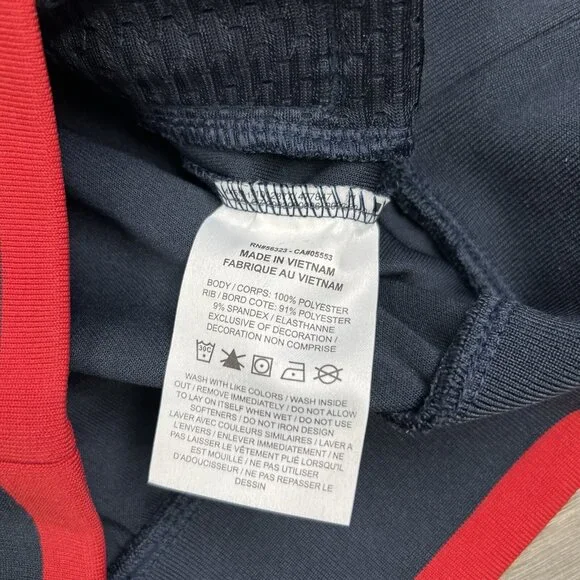 RN#56323 - CA#05553
MADE IN VIETNAM
FABRIQUE AU VIETNAM
BODY / CORPS: 100% POLYESTER
RIB / BORD COTE: 91% POLYESTER
9% SPANDEX / ELASTHANNE
EXCLUSIVE OF DECORATION /
DECORATION NON COMPRISE
30C
WASH WITH LIKE COLORS / WASH INSIDE
OUT / REMOVE IMMEDIATELY / DO NOT ALLOW
TO LAY ON ITSELF WHEN WET / DO NOT USE
SOFTENERS / DO NOT IRON DESIGN
LAVER AVEC COULEURS SIMILAIRES / LAVER A
L'ENVERS / ENLEVER IMMEDIATEMENT / NE
PAS LAISSER LE VÊTEMENT PLIÉ LORSQU'IL
EST MOUILLÉ / NE PAS UTILISER
D'ADOUCISSEUR / NE PAS REPASSER LE
DESSIN